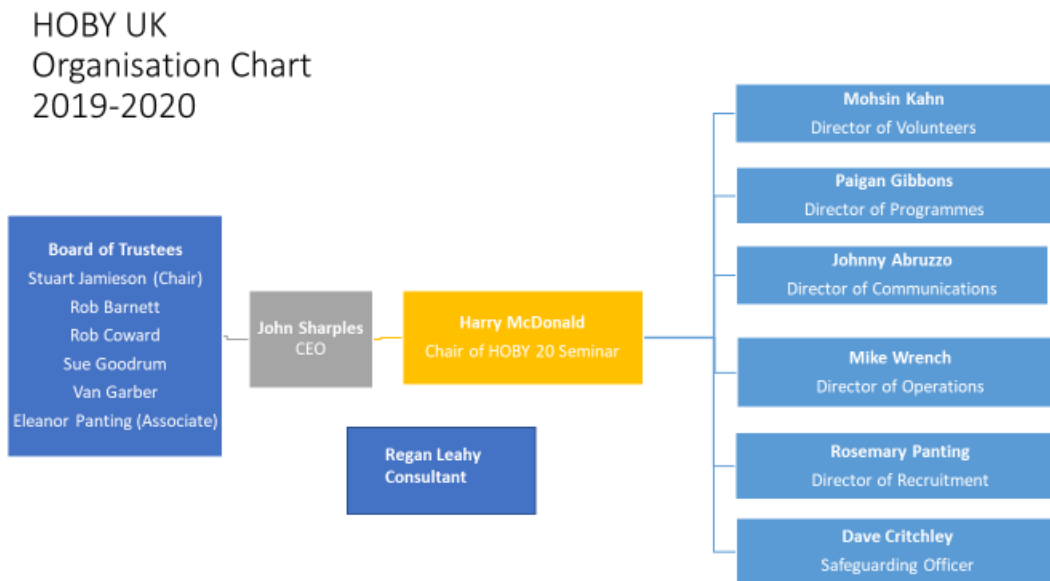 HOBY UK
Organisation Chart
2019-2020
Board of Trustees
Stuart Jamieson (Chair)
Rob Barnett
Rob Coward
Sue Goodrum
Van Garber
Eleanor Panting (Associate)
John Sharples
CEO
Harry McDonald
Chair of HOBY 20 Seminar
Regan Leahy
Consultant
Mohsin Kahn
Director of Volunteers
Paigan Gibbons
Director of Programmes
Johnny Abruzzo
Director of Communications
Mike Wrench
Director of Operations
Rosemary Panting
Director of Recruitment
Dave Critchley
Safeguarding Officer